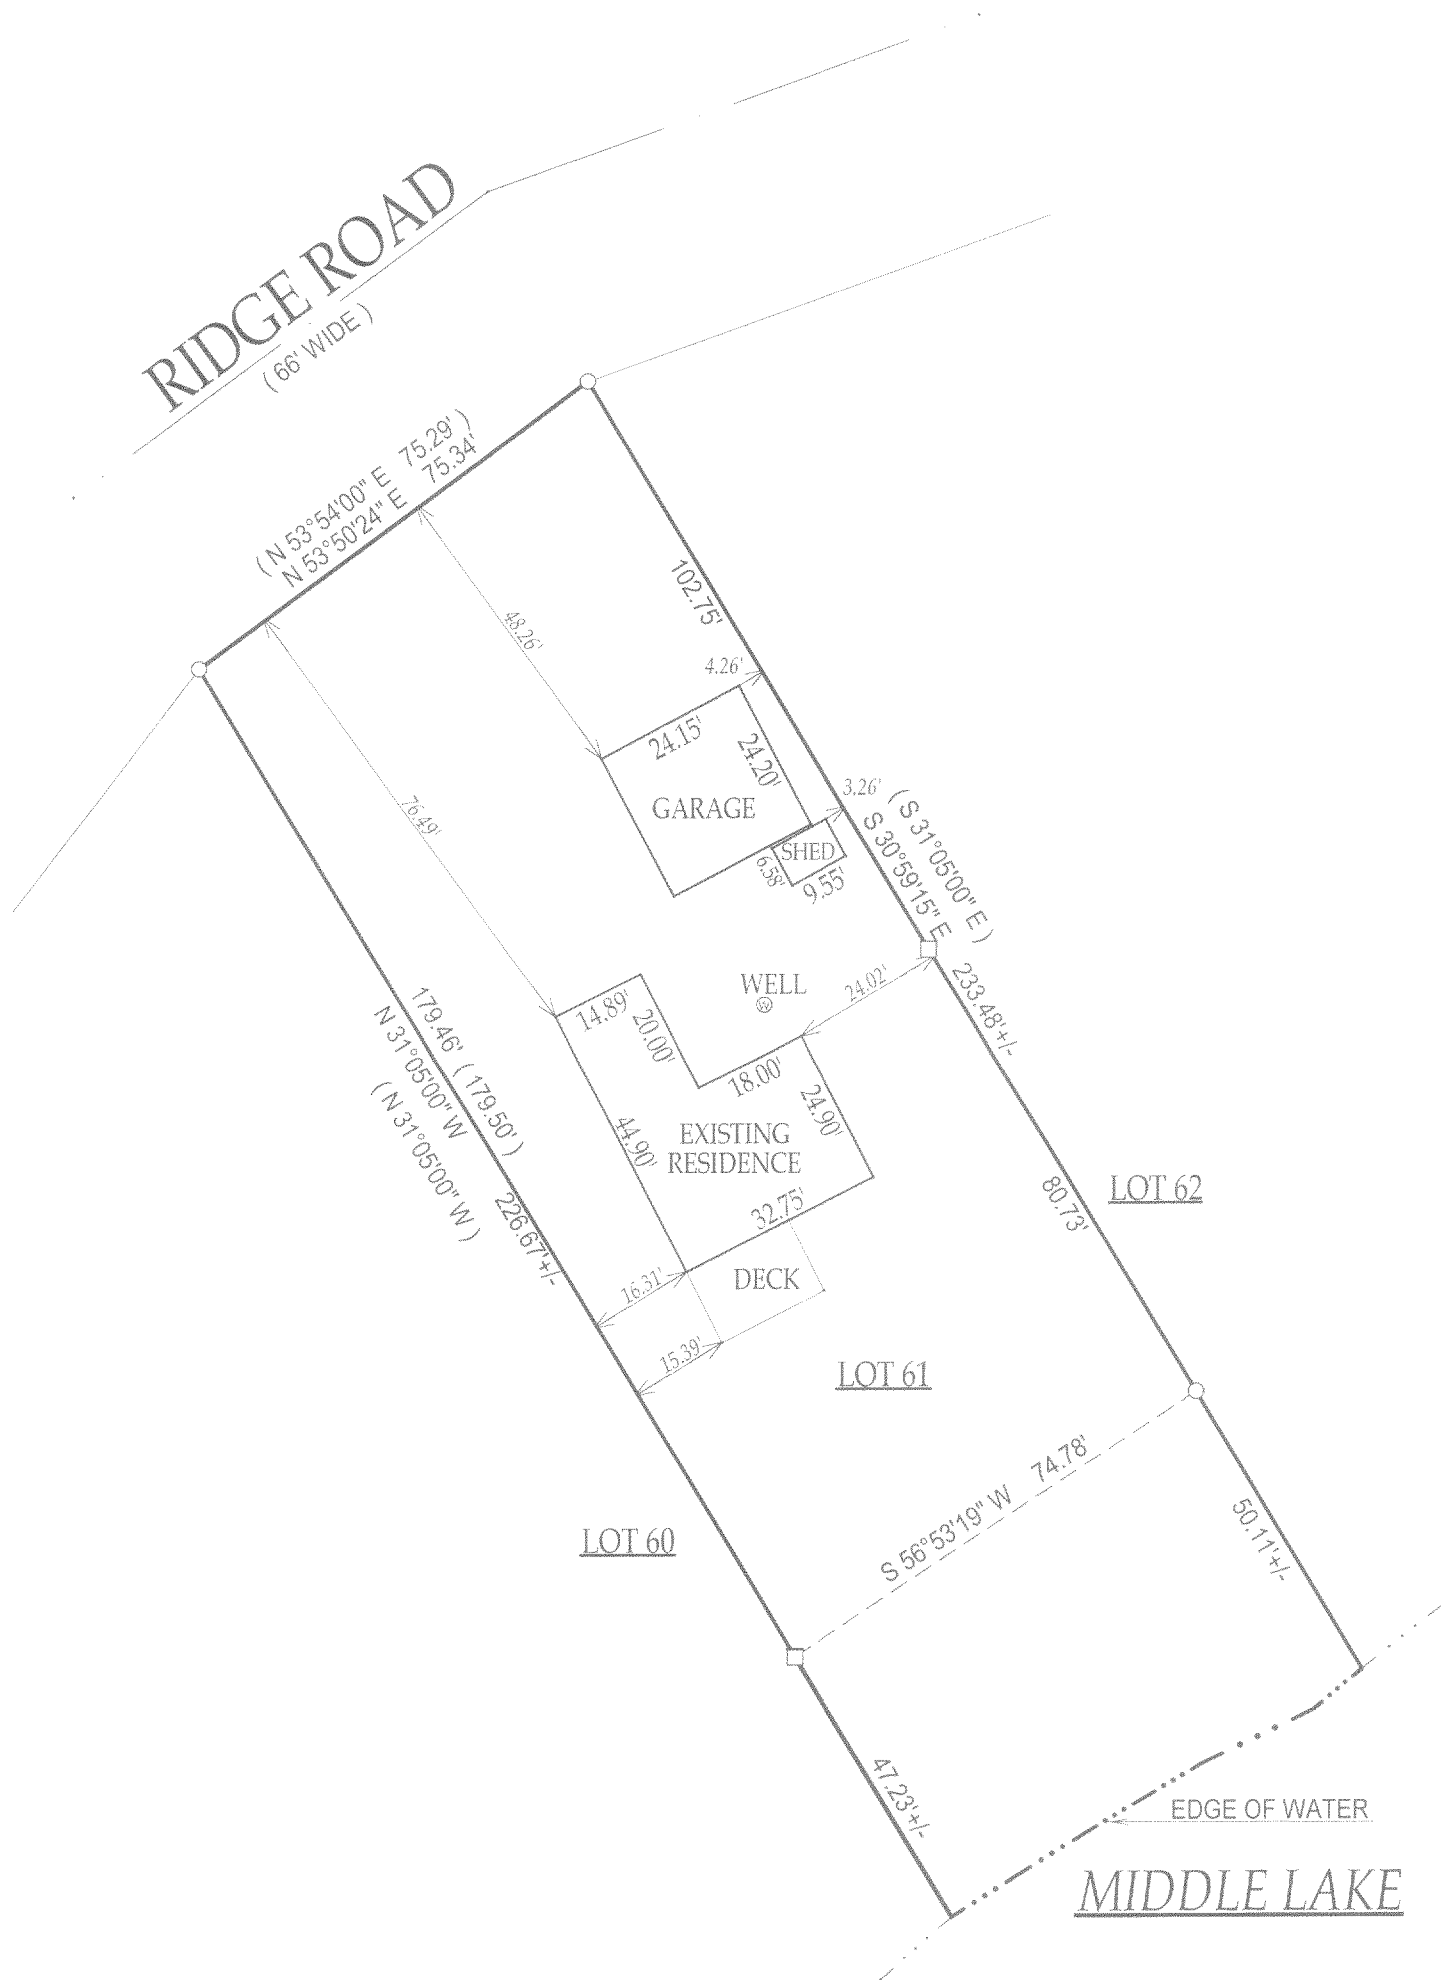 RIDGE ROAD
( 66' WIDE )
( N 53°54'00" E 75.29' )
N 53°50'24" E 75.34'
102.75'
48.26'
4.26'
24.15'
24.20'
GARAGE
76.49'
3.26'
( S 31°05'00" E )
S 30°59'15" E
SHED
6.58'
9.55'
233.48'+/-
WELL
W
24.02'
14.89'
20.00'
18.00'
24.90'
179.46' ( 179.50' )
N 31°05'00" W
( N 31°05'00" W )
226.67'+/-
44.90'
EXISTING
RESIDENCE
32.75'
80.73'
LOT 62
DECK
16.31'
15.39'
LOT 61
S 56°53'19" W 74.78'
LOT 60
50.11'+/-
47.23'+/-
EDGE OF WATER
MIDDLE LAKE